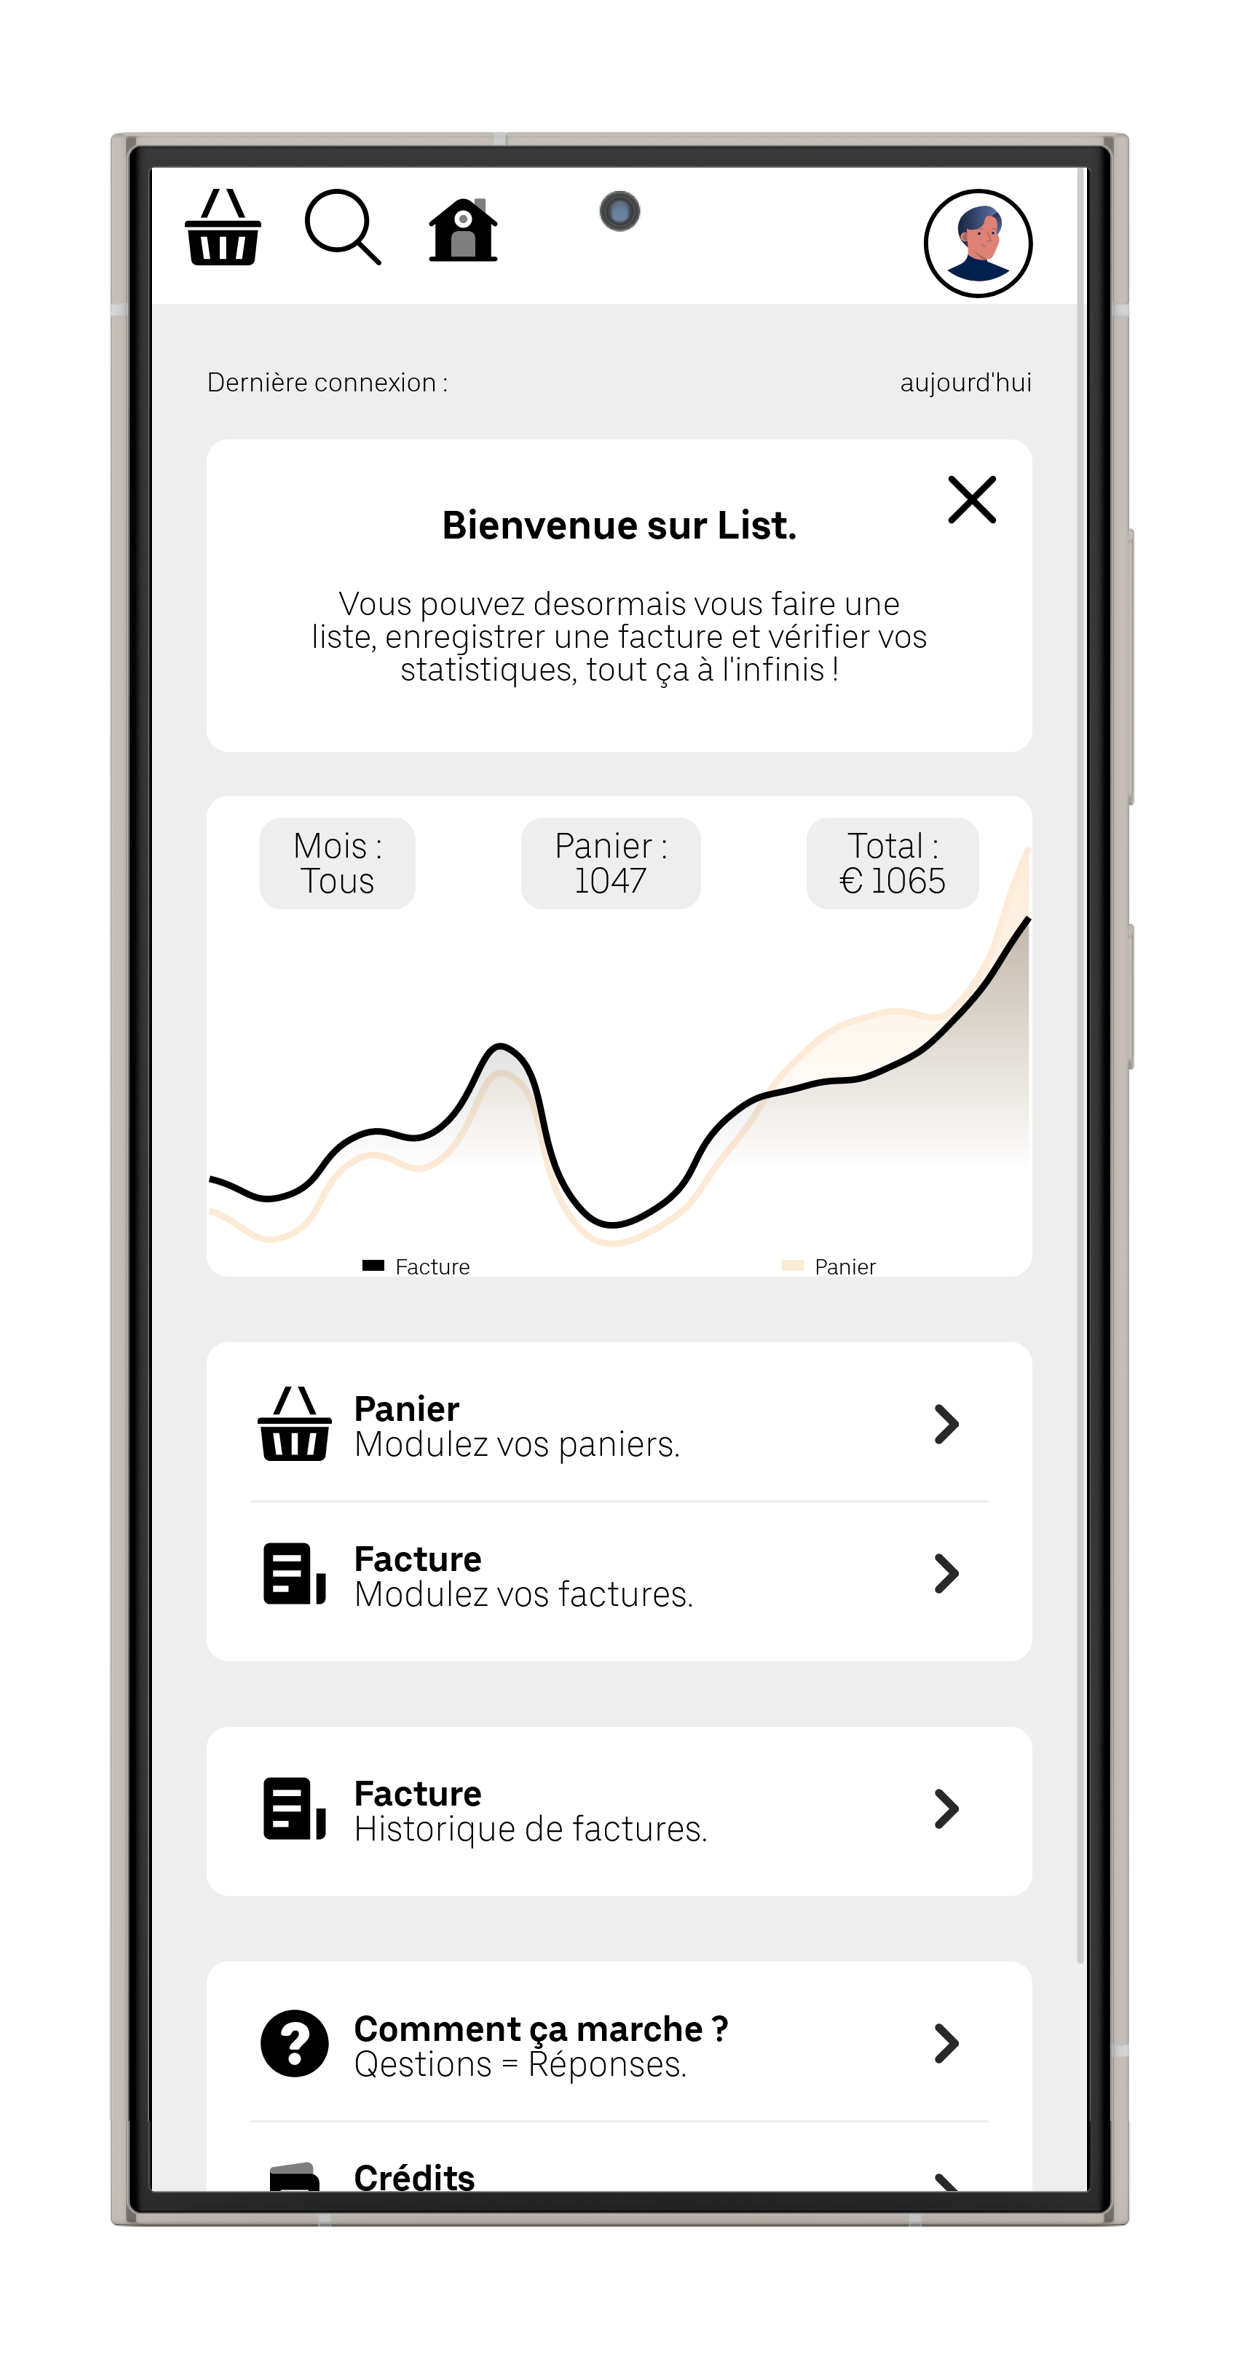 Dernière connexion :
aujourd'hui
Bienvenue sur List.
Vous pouvez desormais vous faire une
liste, enregistrer une facture et vérifier vos
statistiques, tout ça à l'infinis !
Mois :
Tous
Panier :
1047
Total :
€ 1065
Facture
Panier
Panier
Modulez vos paniers.
Facture
Modulez vos factures.
Facture
Historique de factures.
Comment ça marche ?
Qestions = Réponses.
Crédits